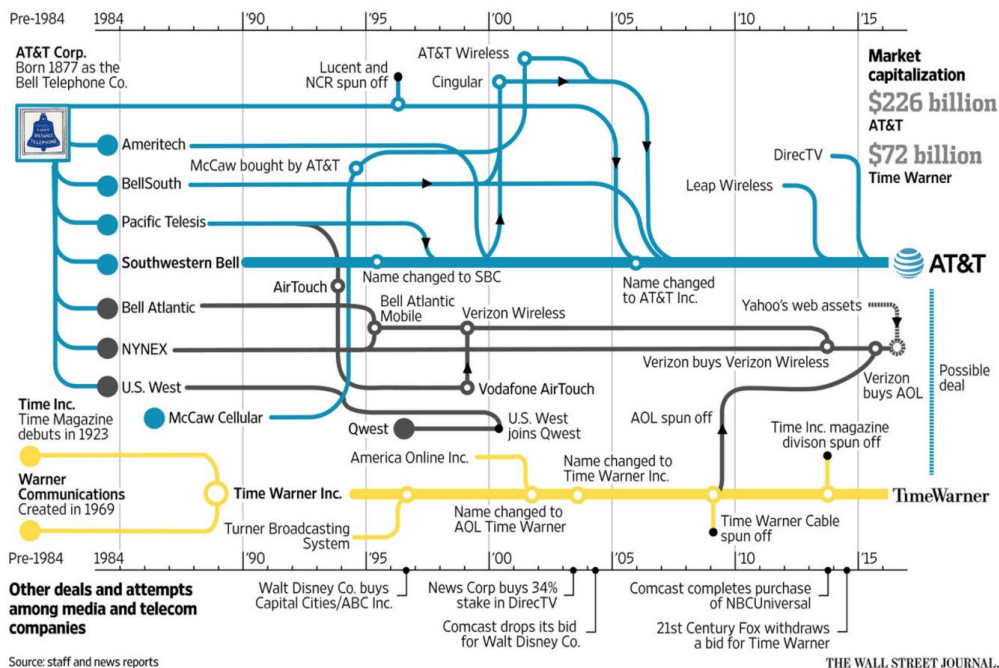 Pre-1984 1984 '90 '95 '00 '05 '10 '15
AT&T Corp.
Born 1877 as the
Bell Telephone Co.
Lucent and
NCR spun off
AT&T Wireless
Cingular
Market
capitalization
$226 billion
AT&T
$72 billion
Time Warner
LONG
DISTANCE
TELEPHONE
Ameritech
McCaw bought by AT&T
DirecTV
BellSouth
Leap Wireless
Pacific Telesis
Southwestern Bell
Name changed to SBC
Name changed
to AT&T Inc.
AT&T
AirTouch
Bell Atlantic
Bell Atlantic
Mobile
Verizon Wireless
Yahoo's web assets
NYNEX
Verizon buys Verizon Wireless
Verizon
buys AOL
Possible
deal
U.S. West
Vodafone AirTouch
McCaw Cellular
Qwest
U.S. West
joins Qwest
AOL spun off
Time Inc.
Time Magazine
debuts in 1923
Time Inc. magazine
divison spun off
America Online Inc.
Name changed to
Time Warner Inc.
Warner
Communications
Created in 1969
Time Warner Inc.
TimeWarner
Name changed to
AOL Time Warner
Turner Broadcasting
System
Time Warner Cable
spun off
Pre-1984 1984 '90 '95 '00 '05 '10 '15
Other deals and attempts
among media and telecom
companies
Walt Disney Co. buys
Capital Cities/ABC Inc.
News Corp buys 34%
stake in DirecTV
Comcast drops its bid
for Walt Disney Co.
Comcast completes purchase
of NBCUniversal
21st Century Fox withdraws
a bid for Time Warner
Source: staff and news reports
THE WALL STREET JOURNAL.